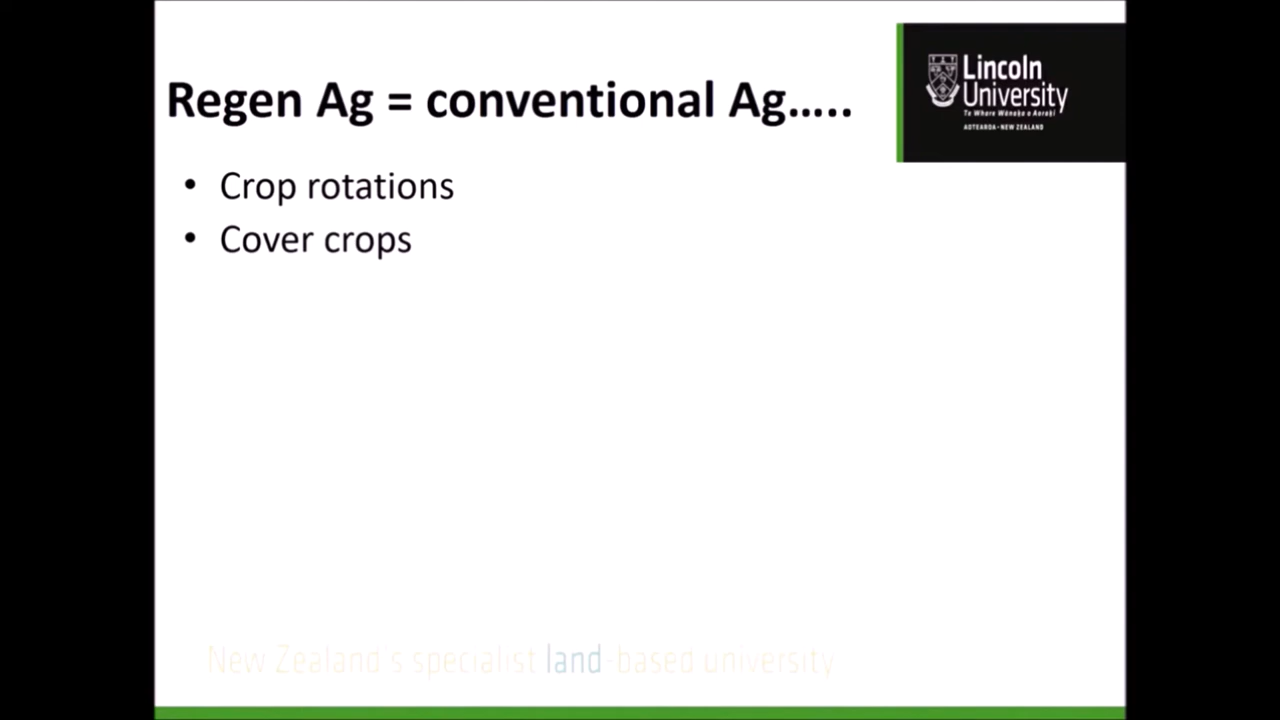 Regen Ag = conventional Ag…..
Lincoln
University
Te Whare Wānaka o Aoraki
AOTEAROA • NEW ZEALAND
• Crop rotations
• Cover crops
New Zealand's specialist land-based university